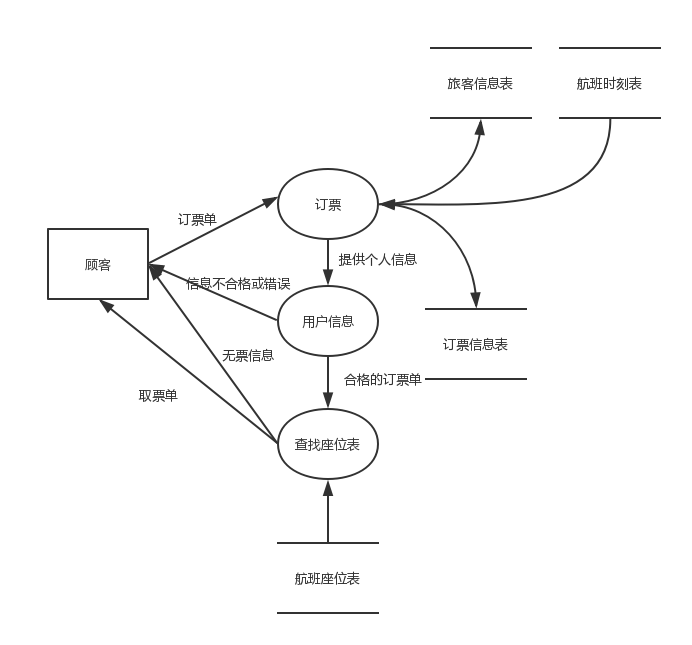 旅客信息表
航班时刻表
订票
订票单
顾客
提供个人信息
信息不合格或错误
用户信息
订票信息表
无票信息
合格的订票单
取票单
查找座位表
航班座位表